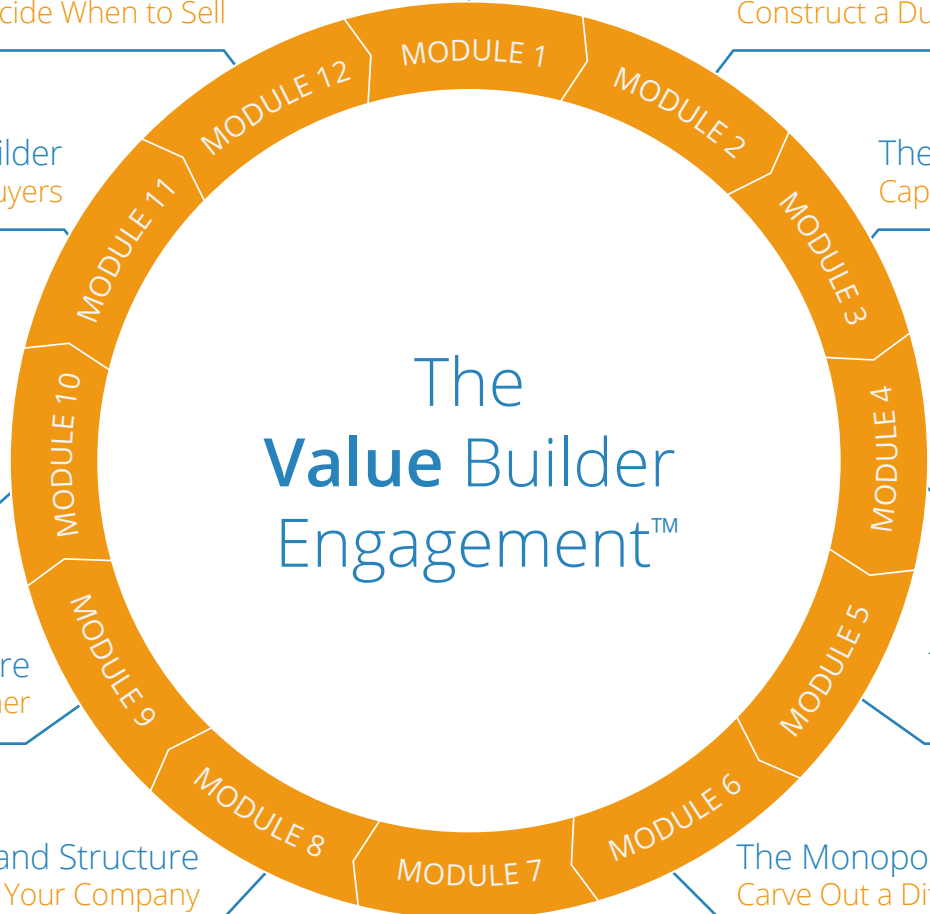 cide When to Sell
Construct a Du
MODULE 1
MODULE 2
MODULE 3
MODULE 4
MODULE 5
MODULE 6
MODULE 7
MODULE 8
MODULE 9
MODULE 10
MODULE 11
MODULE 12
ilder
uyers
The
Cap
The
Value Builder
Engagement™
re
er
and Structure
Your Company
The Monopo
Carve Out a Di